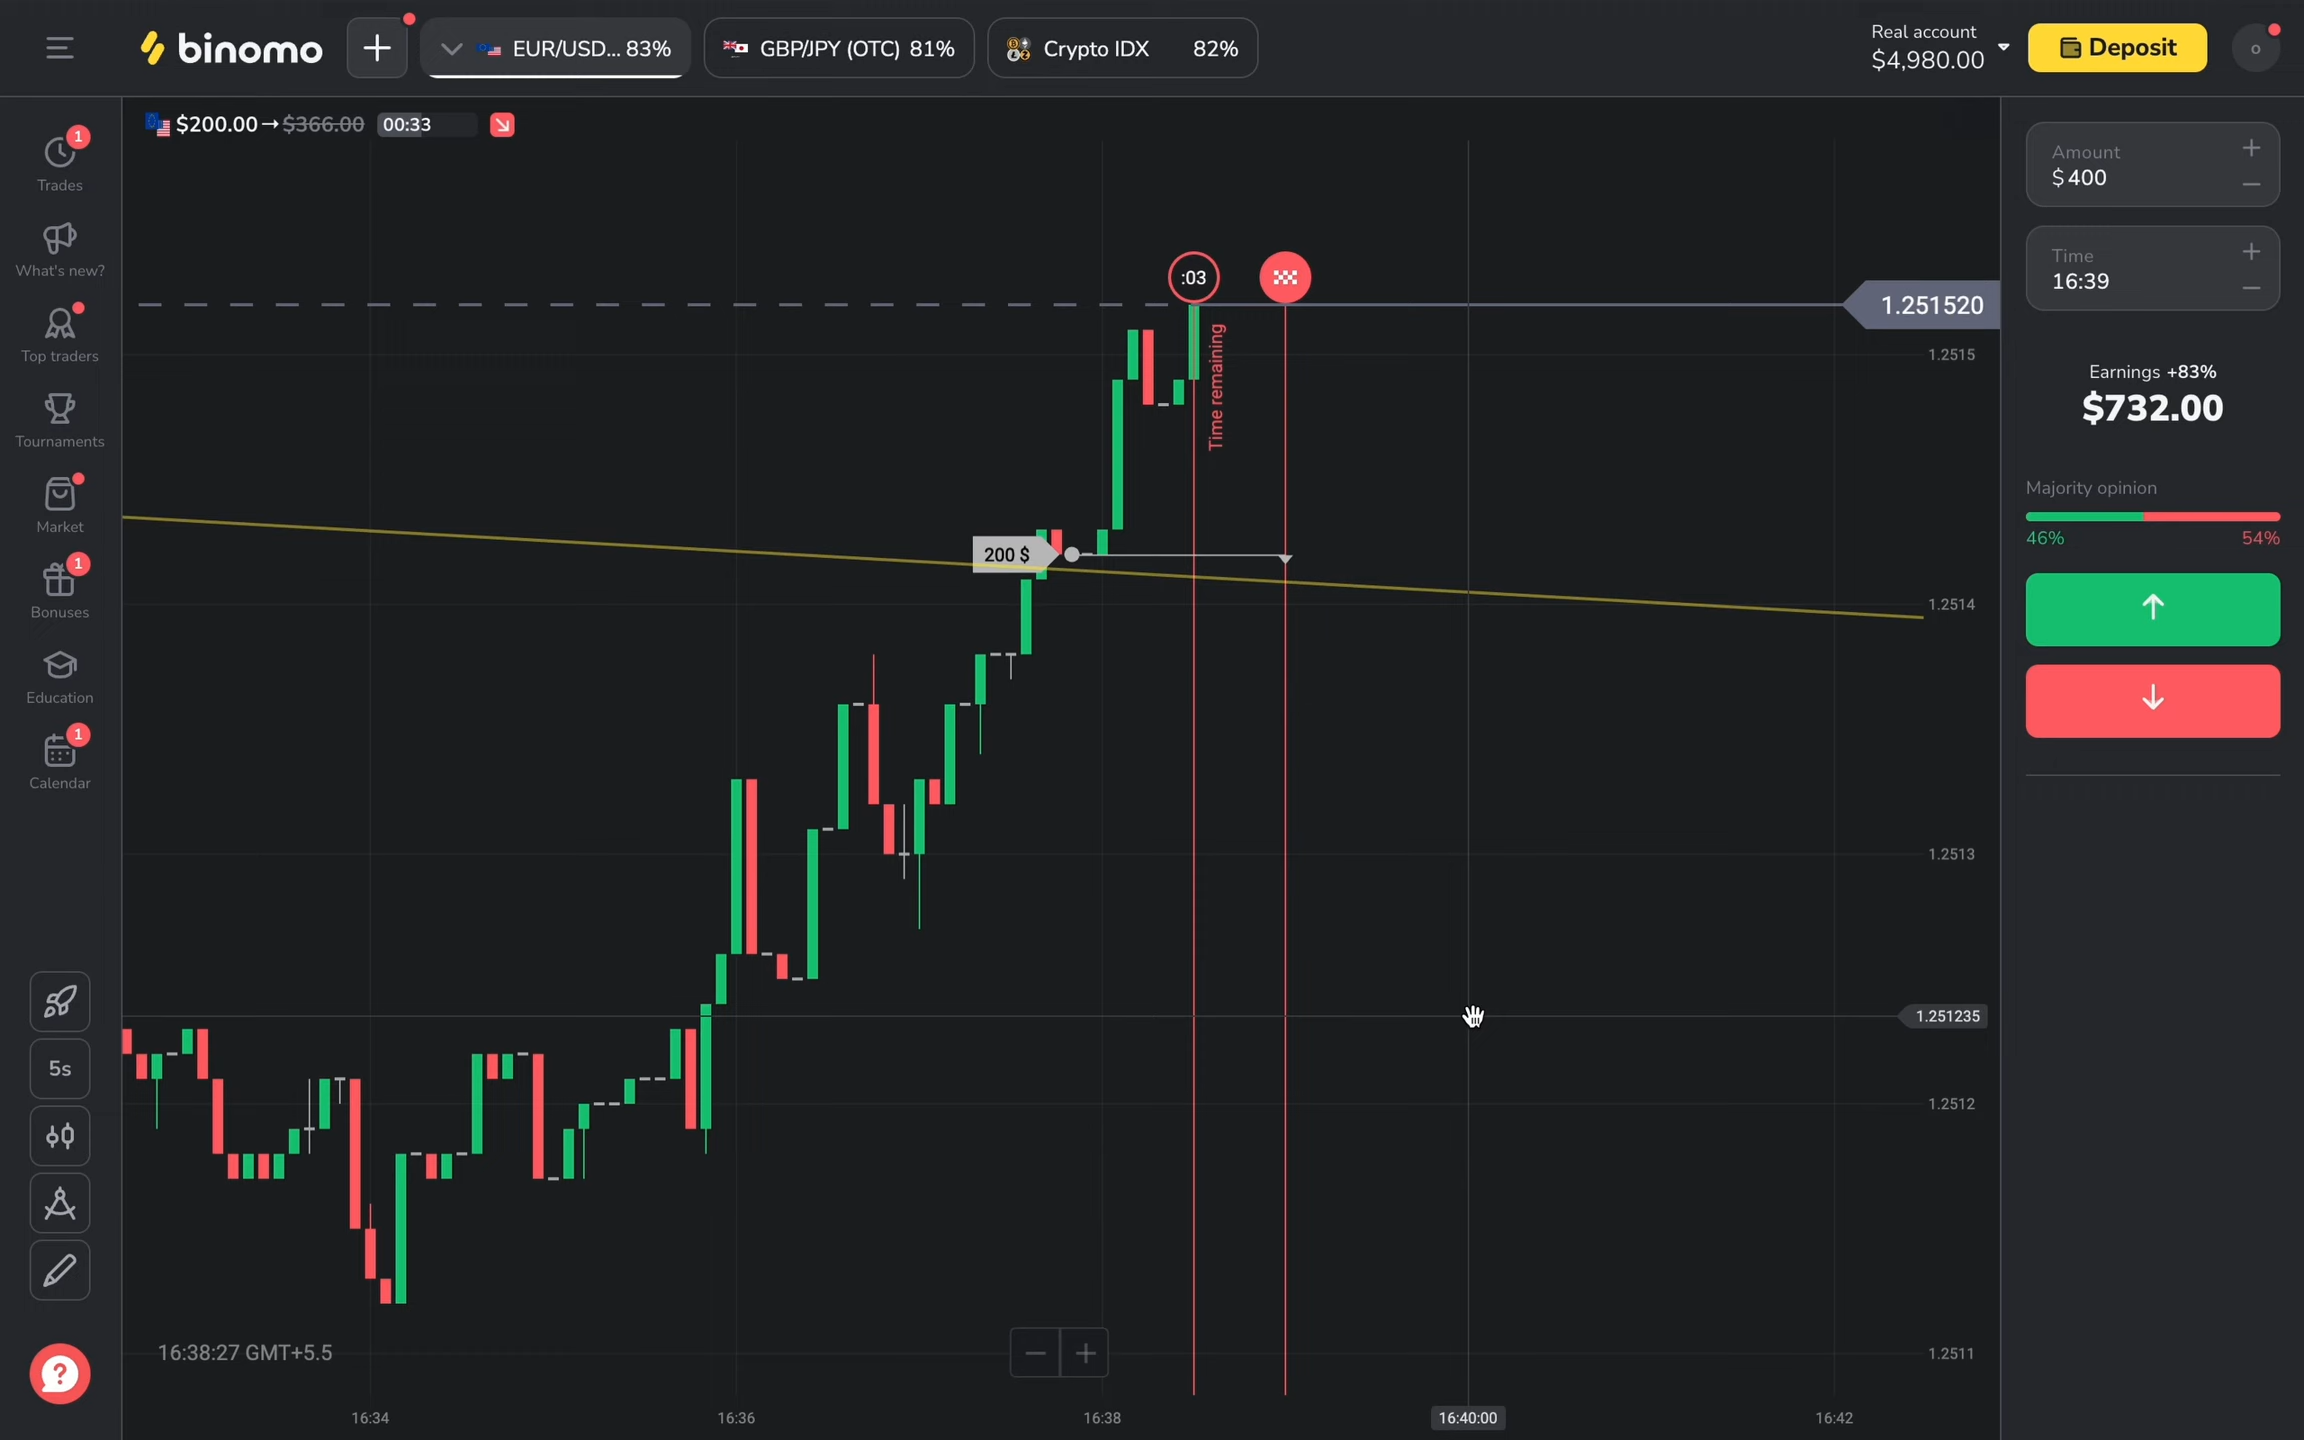 binomo
EUR/USD... 83%
GBP/JPY (OTC) 81%
Crypto IDX 82%
Real account
$4,980.00
Deposit
o
$200.00→$366.00 00:33
1
Trades
What's new?
Top traders
Tournaments
Market
1
Bonuses
Education
1
Calendar
5s
?
:03
Time remaining
200 $
1.251520
1.2515
1.2514
1.2513
1.251235
1.2512
1.2511
16:38:27 GMT+5.5
16:34
16:36
16:38
16:40:00
16:42
Amount
$400
Time
16:39
Earnings +83%
$732.00
Majority opinion
46% 54%